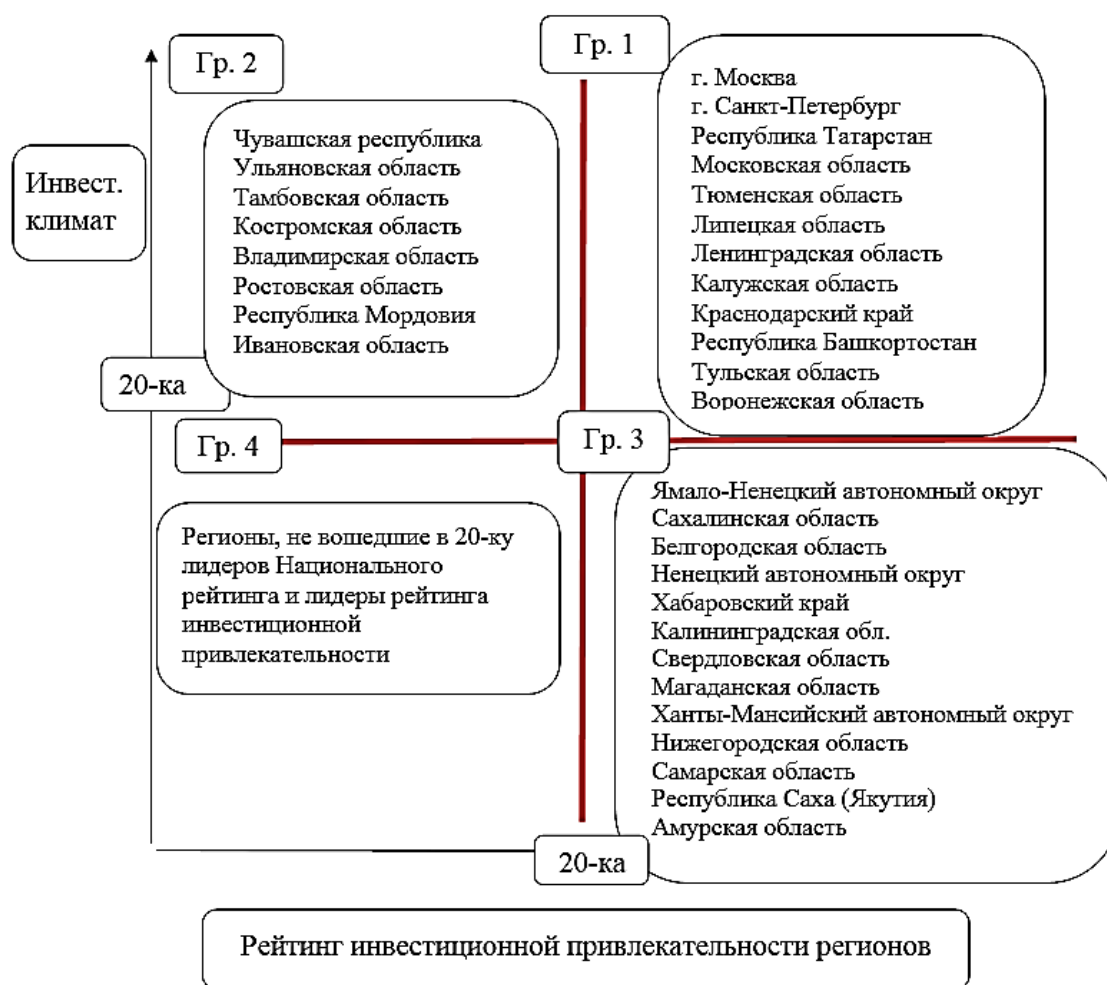 Гр. 2
Гр. 1
Инвест.
климат
Чувашская республика
Ульяновская область
Тамбовская область
Костромская область
Владимирская область
Ростовская область
Республика Мордовия
Ивановская область
г. Москва
г. Санкт-Петербург
Республика Татарстан
Московская область
Тюменская область
Липецкая область
Ленинградская область
Калужская область
Краснодарский край
Республика Башкортостан
Тульская область
Воронежская область
20-ка
Гр. 4
Гр. 3
Регионы, не вошедшие в 20-ку
лидеров Национального
рейтинга и лидеры рейтинга
инвестиционной
привлекательности
Ямало-Ненецкий автономный округ
Сахалинская область
Белгородская область
Ненецкий автономный округ
Хабаровский край
Калининградская обл.
Свердловская область
Магаданская область
Ханты-Мансийский автономный округ
Нижегородская область
Самарская область
Республика Саха (Якутия)
Амурская область
20-ка
Рейтинг инвестиционной привлекательности регионов